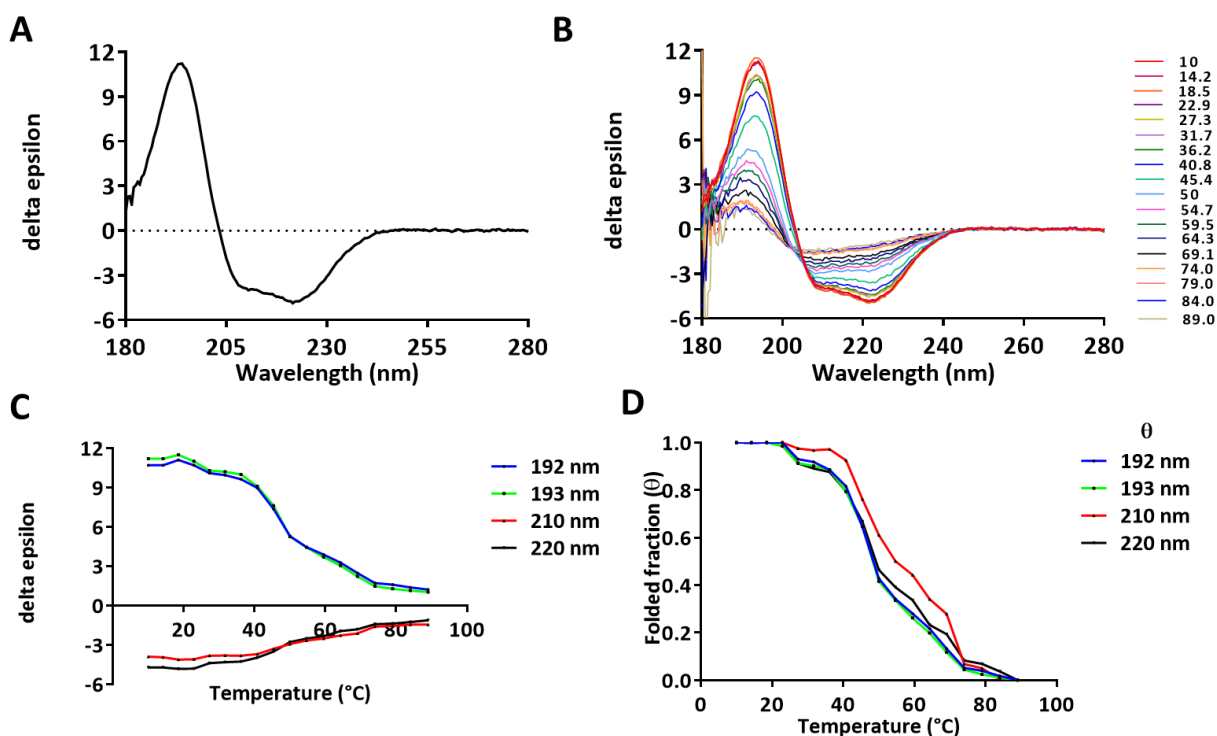 A
12
9
6
3
0
-3
-6
delta epsilon
180 205 230 255 280
Wavelength (nm)
B
12
9
6
3
0
-3
-6
delta epsilon
180 200 220 240 260 280
Wavelength (nm)
10
14.2
18.5
22.9
27.3
31.7
36.2
40.8
45.4
50
54.7
59.5
64.3
69.1
74.0
79.0
84.0
89.0
C
12
9
6
3
0
-3
-6
delta epsilon
20 40 60 80 100
Temperature (°C)
192 nm
193 nm
210 nm
220 nm
D
1.0
0.8
0.6
0.4
0.2
0.0
Folded fraction (θ)
0 20 40 60 80 100
Temperature (°C)
θ
192 nm
193 nm
210 nm
220 nm